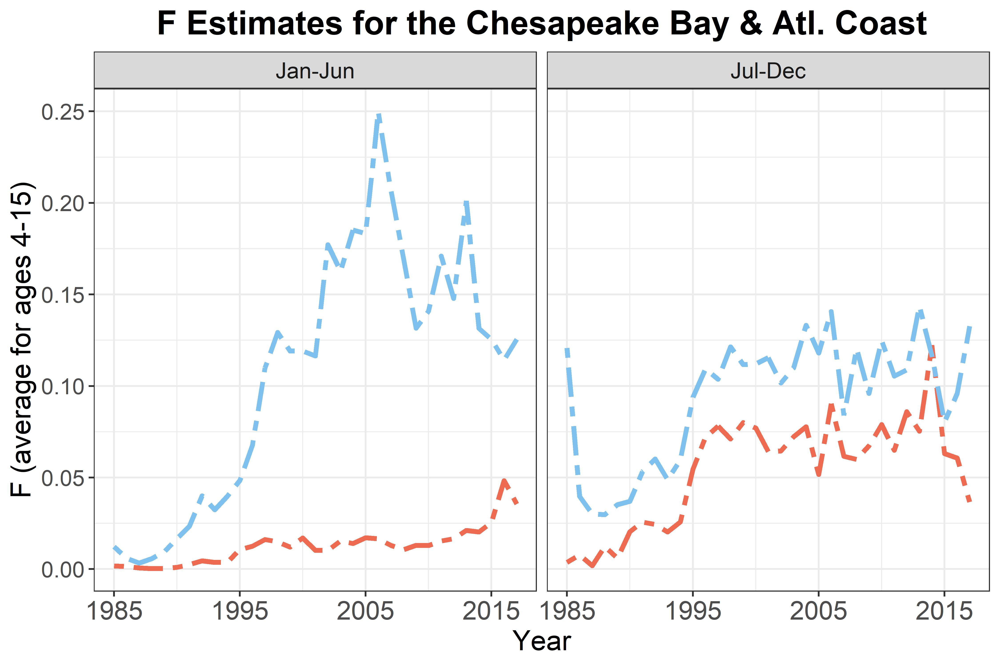 F Estimates for the Chesapeake Bay & Atl. Coast
Jan-Jun
Jul-Dec
F (average for ages 4-15)
0.25
0.20
0.15
0.10
0.05
0.00
1985 1995 2005 2015
1985 1995 2005 2015
Year